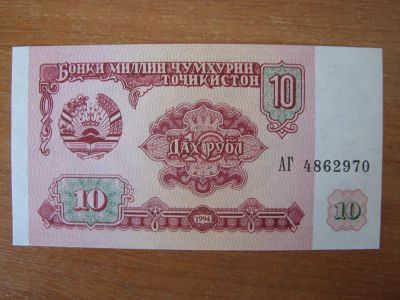 БОНКИ МИЛЛИИ ҶУМҲУРИИ
ТОҶИКИСТОН
10
ДАҲ РУБЛ
АГ 4862970
10
1994
10